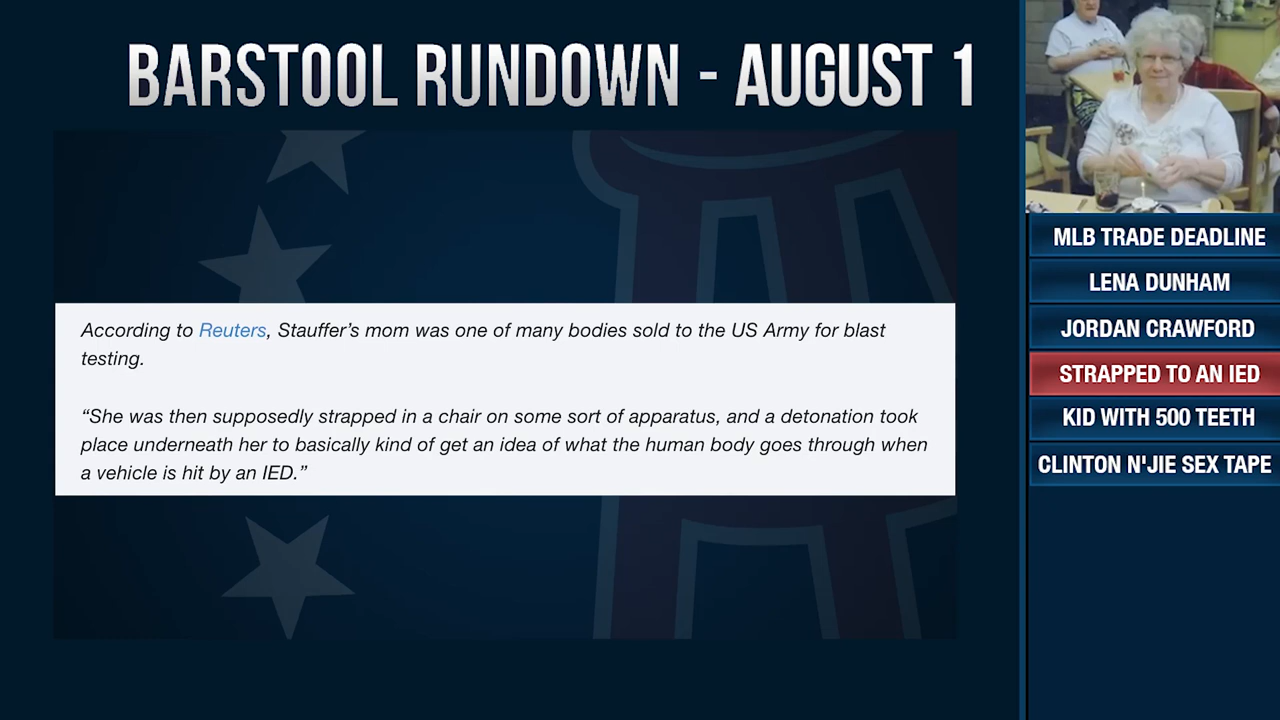 BARSTOOL RUNDOWN - AUGUST 1
According to Reuters, Stauffer’s mom was one of many bodies sold to the US Army for blast
testing.
“She was then supposedly strapped in a chair on some sort of apparatus, and a detonation took
place underneath her to basically kind of get an idea of what the human body goes through when
a vehicle is hit by an IED.”
MLB TRADE DEADLINE
LENA DUNHAM
JORDAN CRAWFORD
STRAPPED TO AN IED
KID WITH 500 TEETH
CLINTON N'JIE SEX TAPE